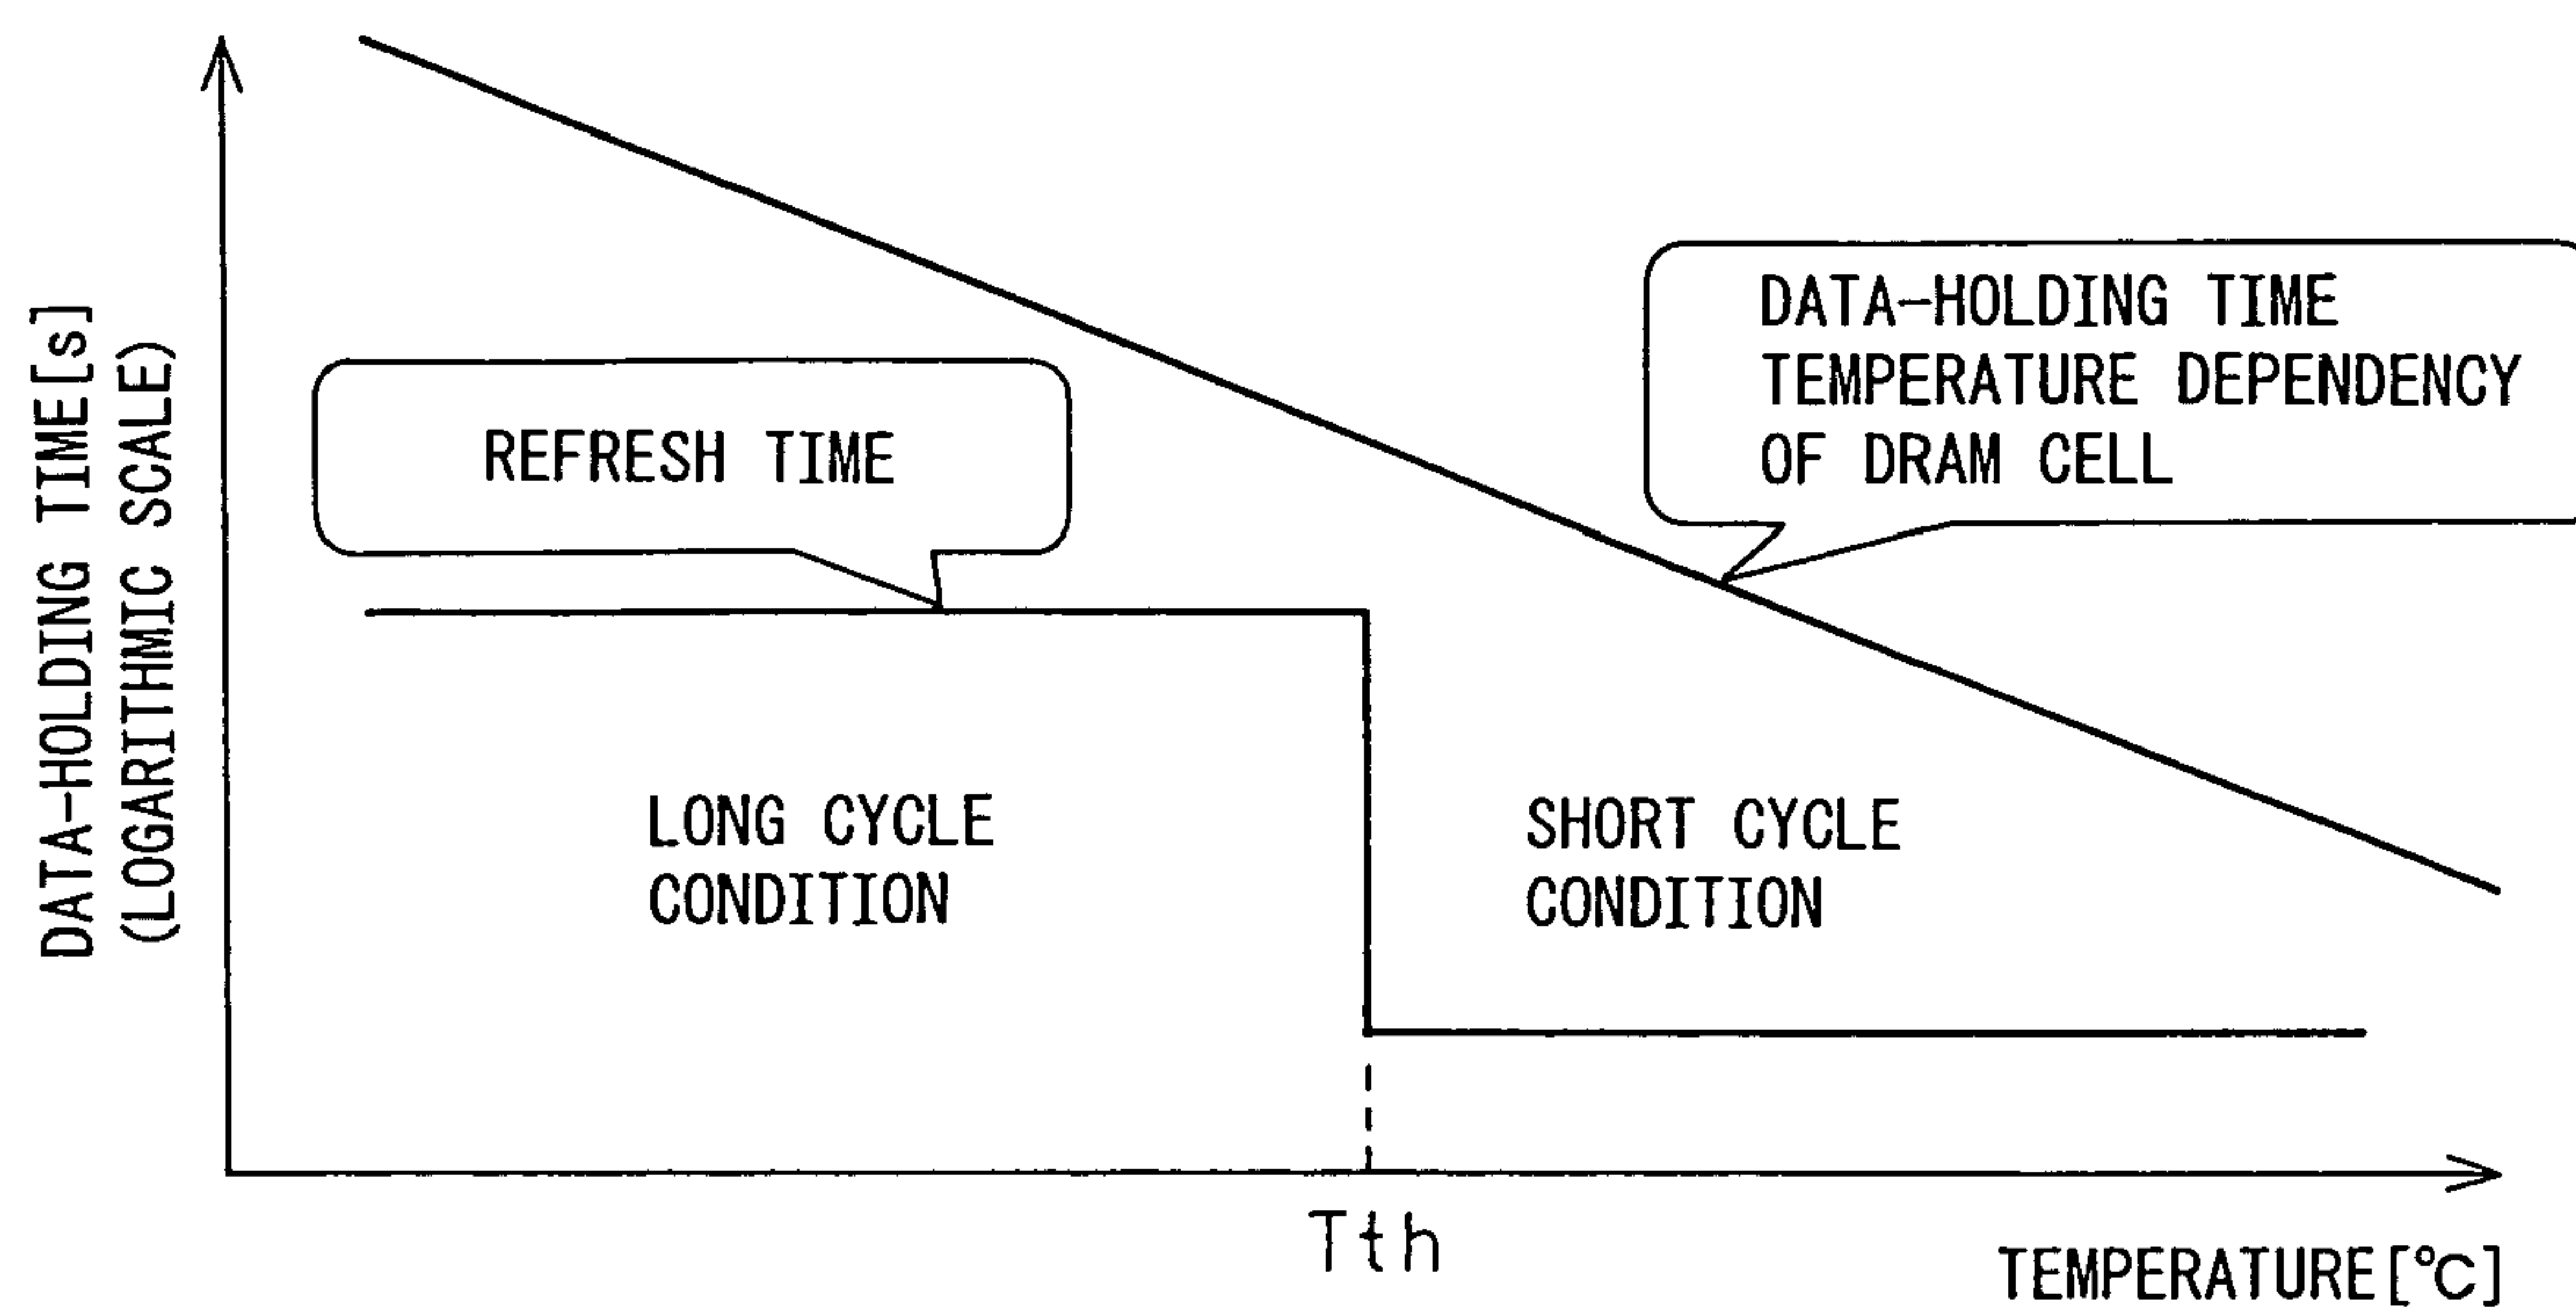 DATA-HOLDING TIME[s]
(LOGARITHMIC SCALE)
REFRESH TIME
DATA-HOLDING TIME
TEMPERATURE DEPENDENCY
OF DRAM CELL
LONG CYCLE
CONDITION
SHORT CYCLE
CONDITION
Tth
TEMPERATURE[°C]